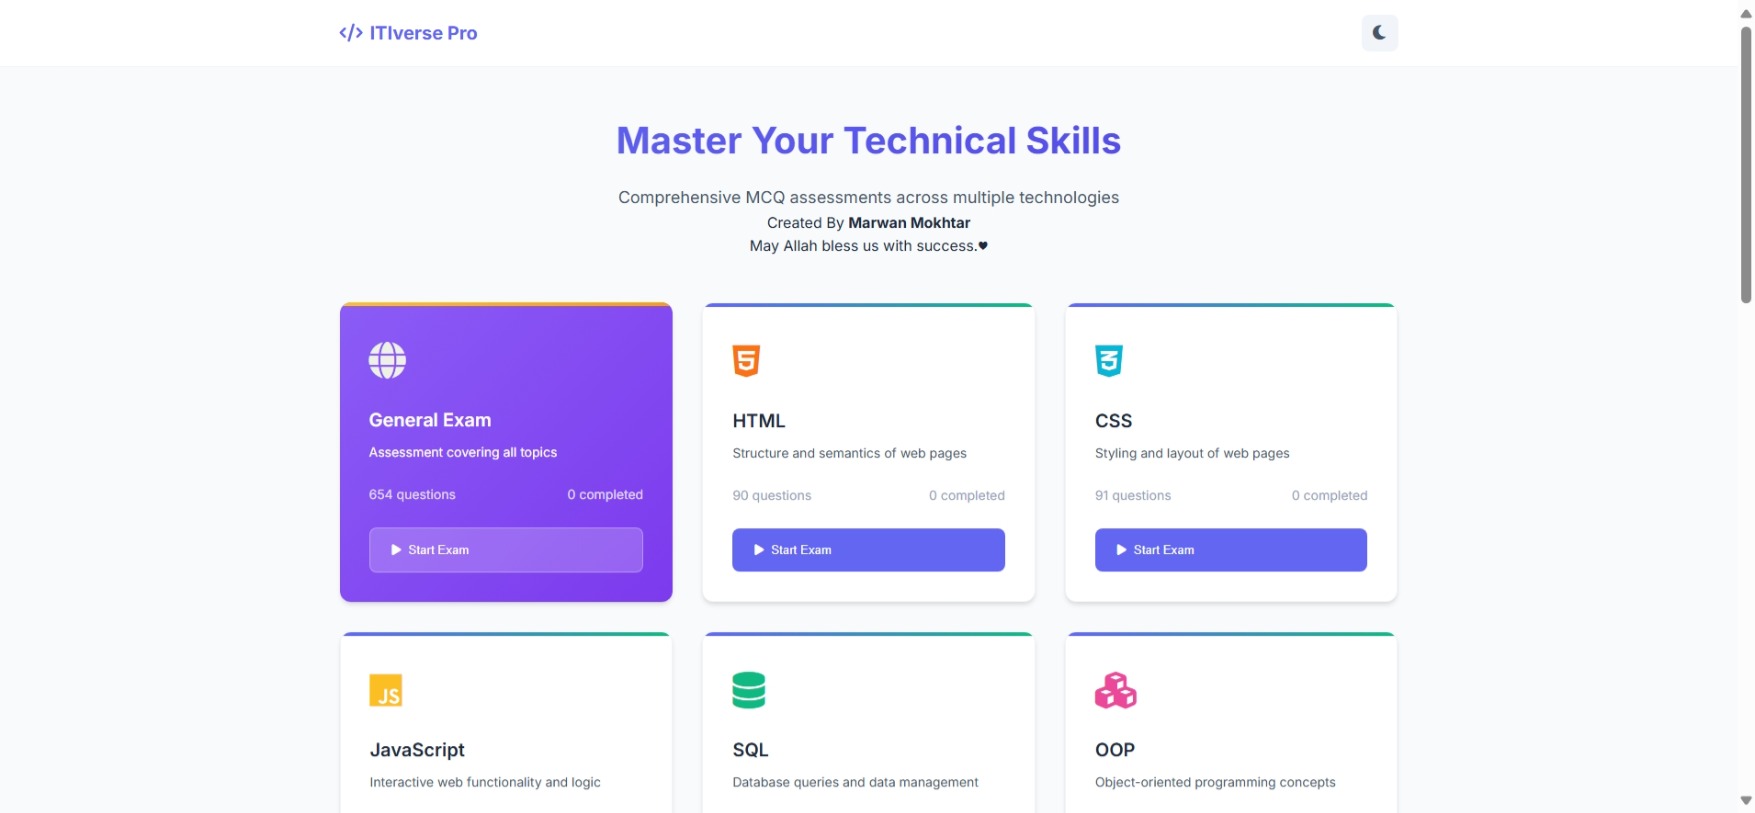 </> ITIverse Pro
Master Your Technical Skills
Comprehensive MCQ assessments across multiple technologies
Created By Marwan Mokhtar
May Allah bless us with success.♥
General Exam
Assessment covering all topics
654 questions 0 completed
Start Exam
HTML
Structure and semantics of web pages
90 questions 0 completed
Start Exam
CSS
Styling and layout of web pages
91 questions 0 completed
Start Exam
JS
JavaScript
Interactive web functionality and logic
SQL
Database queries and data management
OOP
Object-oriented programming concepts